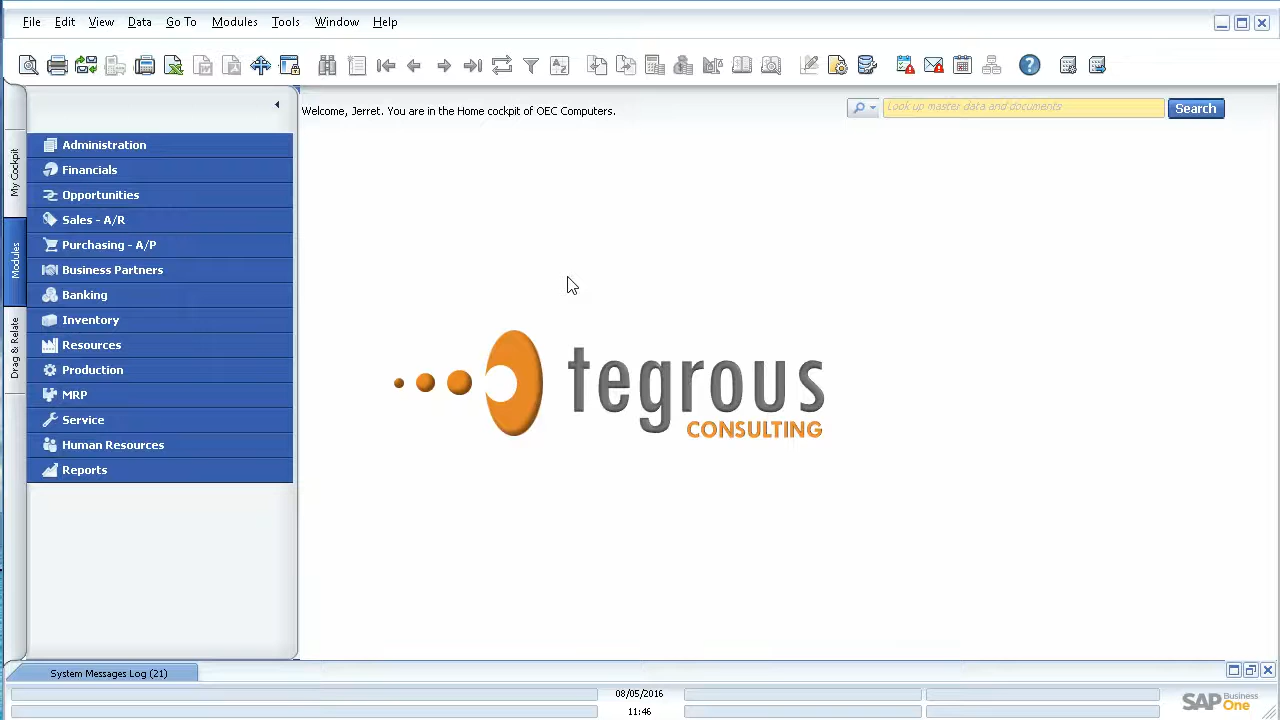 File Edit View Data Go To Modules Tools Window Help
Welcome, Jerret. You are in the Home cockpit of OEC Computers.
Look up master data and documents
Search
My Cockpit
Modules
Drag & Relate
Administration
Financials
Opportunities
Sales - A/R
Purchasing - A/P
Business Partners
Banking
Inventory
Resources
Production
MRP
Service
Human Resources
Reports
tegrous
CONSULTING
System Messages Log (21)
08/05/2016
11:46
SAP Business One